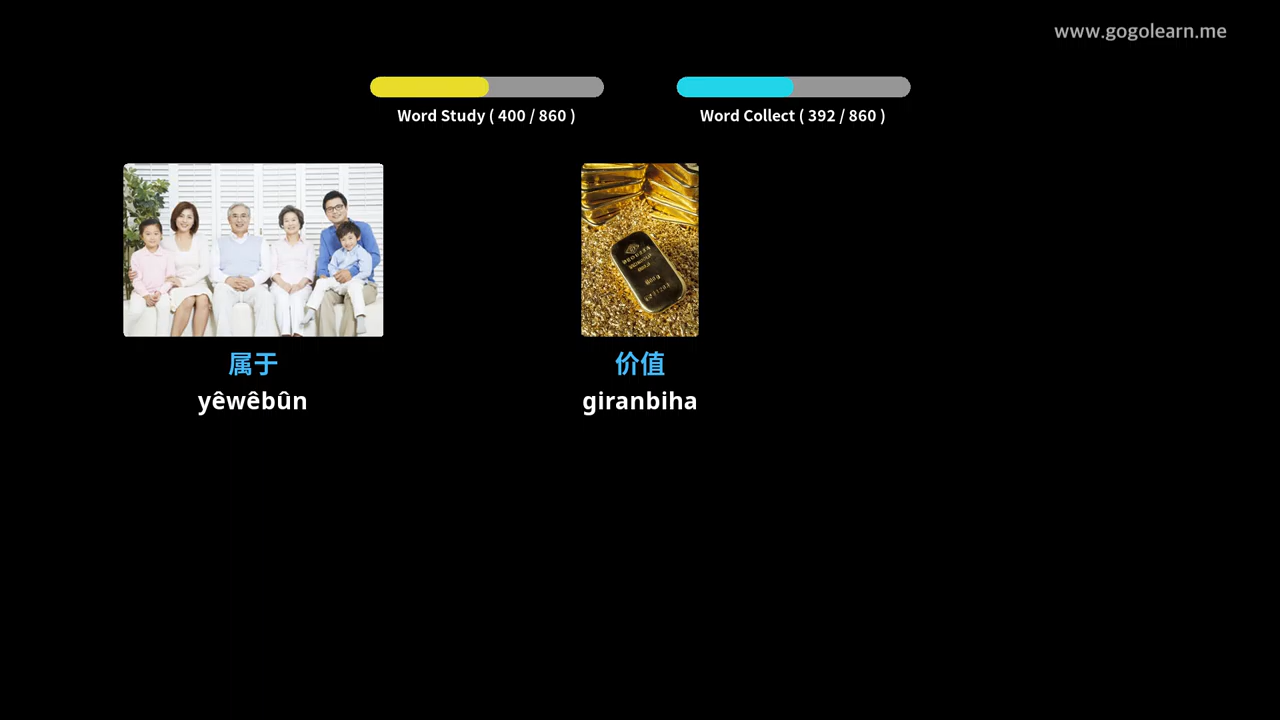 www.gogolearn.me
Word Study ( 400 / 860 )
Word Collect ( 392 / 860 )
属于
yêwêbûn
价值
giranbiha